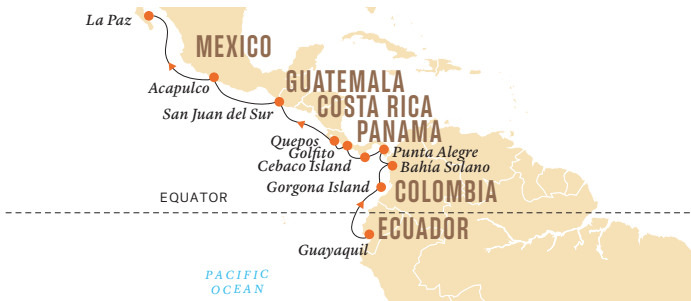 La Paz
MEXICO
Acapulco
GUATEMALA
San Juan del Sur
COSTA RICA
PANAMA
Quepos
Golfito
Punta Alegre
Cebaco Island
Bahía Solano
Gorgona Island
COLOMBIA
EQUATOR
ECUADOR
Guayaquil
PACIFIC
OCEAN